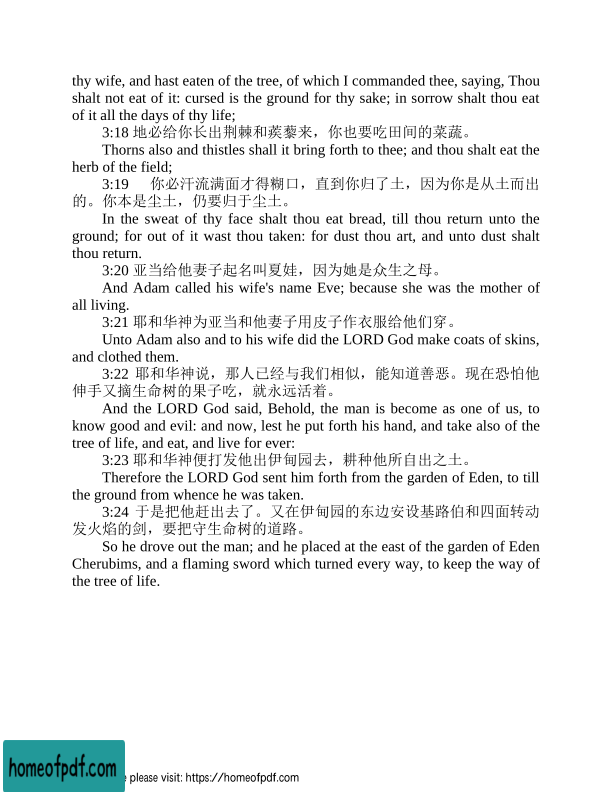 thy wife, and hast eaten of the tree, of which I commanded thee, saying, Thou
shalt not eat of it: cursed is the ground for thy sake; in sorrow shalt thou eat
of it all the days of thy life;
3:18 地必给你长出荆棘和蒺藜来，你也要吃田间的菜蔬。
Thorns also and thistles shall it bring forth to thee; and thou shalt eat the
herb of the field;
3:19 你必汗流满面才得糊口，直到你归了土，因为你是从土而出
的。你本是尘土，仍要归于尘土。
In the sweat of thy face shalt thou eat bread, till thou return unto the
ground; for out of it wast thou taken: for dust thou art, and unto dust shalt
thou return.
3:20 亚当给他妻子起名叫夏娃，因为她是众生之母。
And Adam called his wife's name Eve; because she was the mother of
all living.
3:21 耶和华神为亚当和他妻子用皮子作衣服给他们穿。
Unto Adam also and to his wife did the LORD God make coats of skins,
and clothed them.
3:22 耶和华神说，那人已经与我们相似，能知道善恶。现在恐怕他
伸手又摘生命树的果子吃，就永远活着。
And the LORD God said, Behold, the man is become as one of us, to
know good and evil: and now, lest he put forth his hand, and take also of the
tree of life, and eat, and live for ever:
3:23 耶和华神便打发他出伊甸园去，耕种他所自出之土。
Therefore the LORD God sent him forth from the garden of Eden, to till
the ground from whence he was taken.
3:24 于是把他赶出去了。又在伊甸园的东边安设基路伯和四面转动
发火焰的剑，要把守生命树的道路。
So he drove out the man; and he placed at the east of the garden of Eden
Cherubims, and a flaming sword which turned every way, to keep the way of
the tree of life.
homeofpdf.com
please visit: https://homeofpdf.com